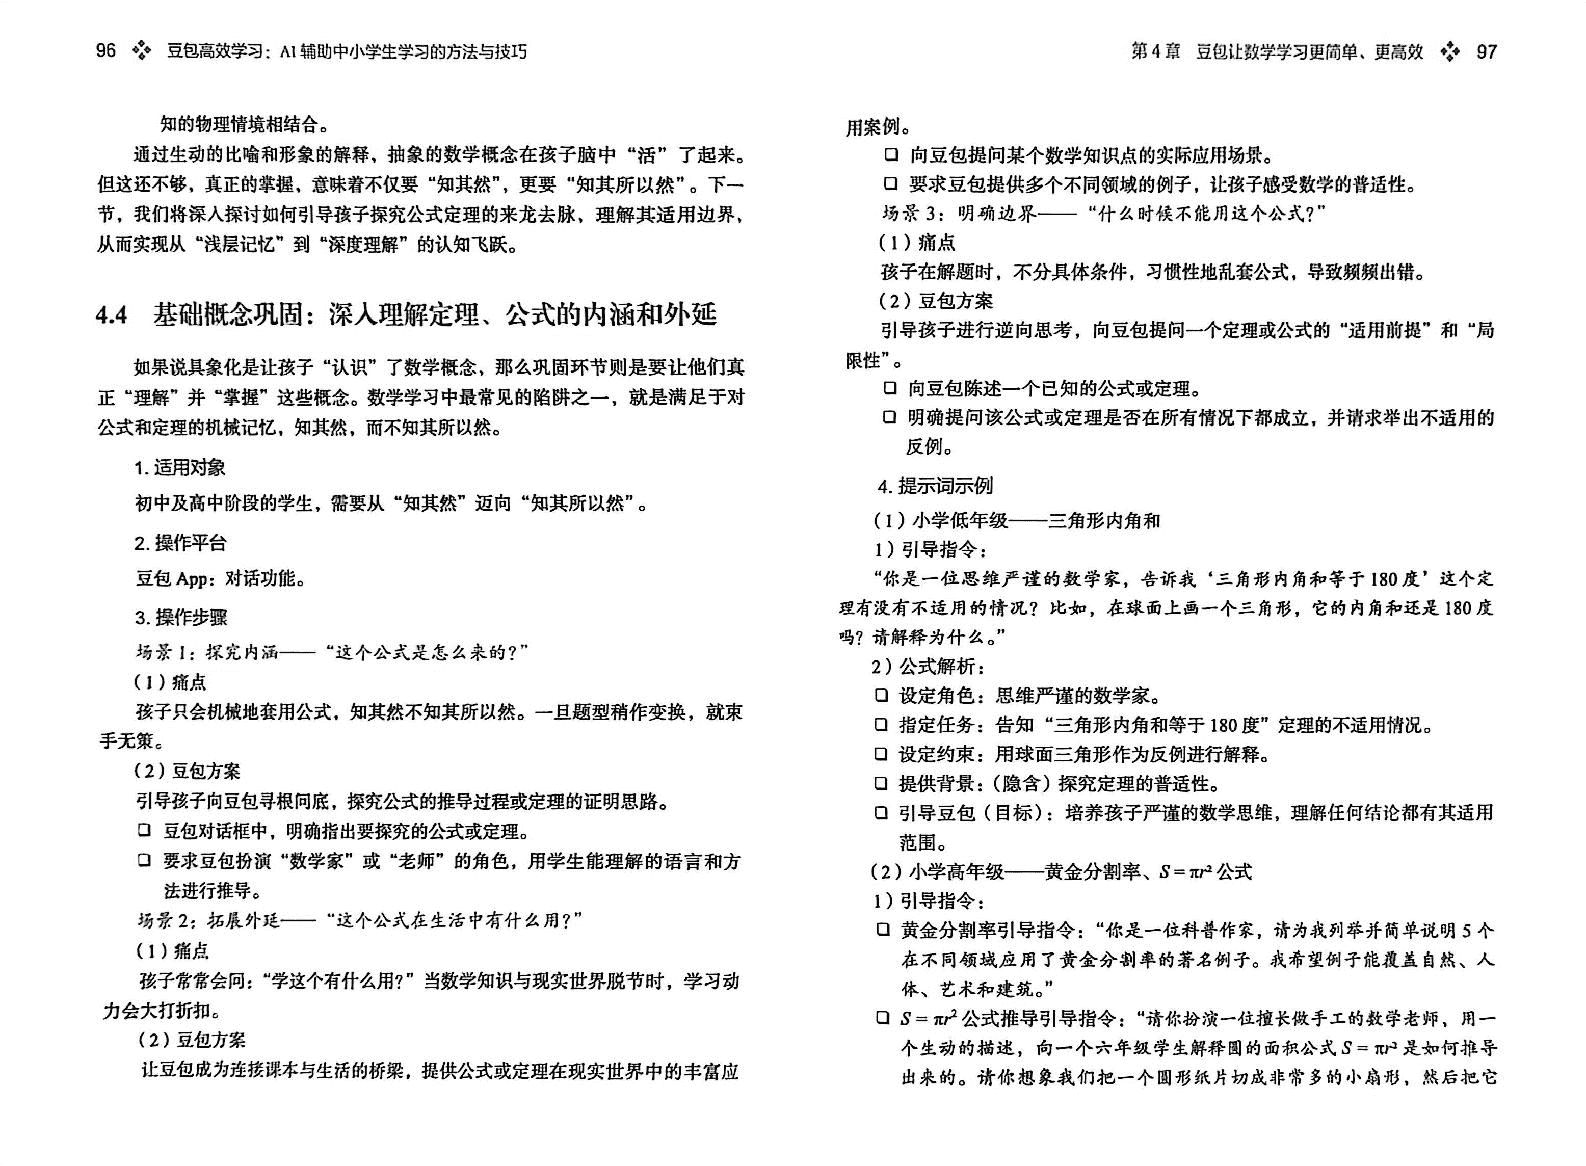 96 豆包高效学习：AI 辅助中小学生学习的方法与技巧
知的物理情境相结合。
通过生动的比喻和形象的解释，抽象的数学概念在孩子脑中“活”了起来。
但这还不够，真正的掌握，意味着不仅要“知其然”，更要“知其所以然”。下一
节，我们将深入探讨如何引导孩子探究公式定理的来龙去脉，理解其适用边界，
从而实现从“浅层记忆”到“深度理解”的认知飞跃。
4.4 基础概念巩固：深入理解定理、公式的内涵和外延
如果说具象化是让孩子“认识”了数学概念，那么巩固环节则是要让他们真
正“理解”并“掌握”这些概念。数学学习中最常见的陷阱之一，就是满足于对
公式和定理的机械记忆，知其然，而不知其所以然。
1. 适用对象
初中及高中阶段的学生，需要从“知其然”迈向“知其所以然”。
2. 操作平台
豆包 App：对话功能。
3. 操作步骤
场景 1：探究内涵——“这个公式是怎么来的？”
（1）痛点
孩子只会机械地套用公式，知其然不知其所以然。一旦题型稍作变换，就束
手无策。
（2）豆包方案
引导孩子向豆包寻根问底，探究公式的推导过程或定理的证明思路。
❑ 豆包对话框中，明确指出要探究的公式或定理。
❑ 要求豆包扮演“数学家”或“老师”的角色，用学生能理解的语言和方
法进行推导。
场景 2：拓展外延——“这个公式在生活中有什么用？”
（1）痛点
孩子常常会问：“学这个有什么用？”当数学知识与现实世界脱节时，学习动
力会大打折扣。
（2）豆包方案
让豆包成为连接课本与生活的桥梁，提供公式或定理在现实世界中的丰富应
第 4 章 豆包让数学学习更简单、更高效 97
用案例。
❑ 向豆包提问某个数学知识点的实际应用场景。
❑ 要求豆包提供多个不同领域的例子，让孩子感受数学的普适性。
场景 3：明确边界——“什么时候不能用这个公式？”
（1）痛点
孩子在解题时，不分具体条件，习惯性地乱套公式，导致频频出错。
（2）豆包方案
引导孩子进行逆向思考，向豆包提问一个定理或公式的“适用前提”和“局
限性”。
❑ 向豆包陈述一个已知的公式或定理。
❑ 明确提问该公式或定理是否在所有情况下都成立，并请求举出不适用的
反例。
4. 提示词示例
（1）小学低年级——三角形内角和
1）引导指令：
“你是一位思维严谨的数学家，告诉我‘三角形内角和等于 180 度’这个定
理有没有不适用的情况？比如，在球面上画一个三角形，它的内角和还是 180 度
吗？请解释为什么。”
2）公式解析：
❑ 设定角色：思维严谨的数学家。
❑ 指定任务：告知“三角形内角和等于 180 度”定理的不适用情况。
❑ 设定约束：用球面三角形作为反例进行解释。
❑ 提供背景：（隐含）探究定理的普适性。
❑ 引导豆包（目标）：培养孩子严谨的数学思维，理解任何结论都有其适用
范围。
（2）小学高年级——黄金分割率、S = πr² 公式
1）引导指令：
❑ 黄金分割率引导指令：“你是一位科普作家，请为我列举并简单说明 5 个
在不同领域应用了黄金分割率的著名例子。我希望例子能覆盖自然、人
体、艺术和建筑。”
❑ S = πr² 公式推导引导指令：“请你扮演一位擅长做手工的数学老师，用一
个生动的描述，向一个六年级学生解释圆的面积公式 S = πr² 是如何推导
出来的。请你想象我们把一个圆形纸片切成非常多的小扇形，然后把它